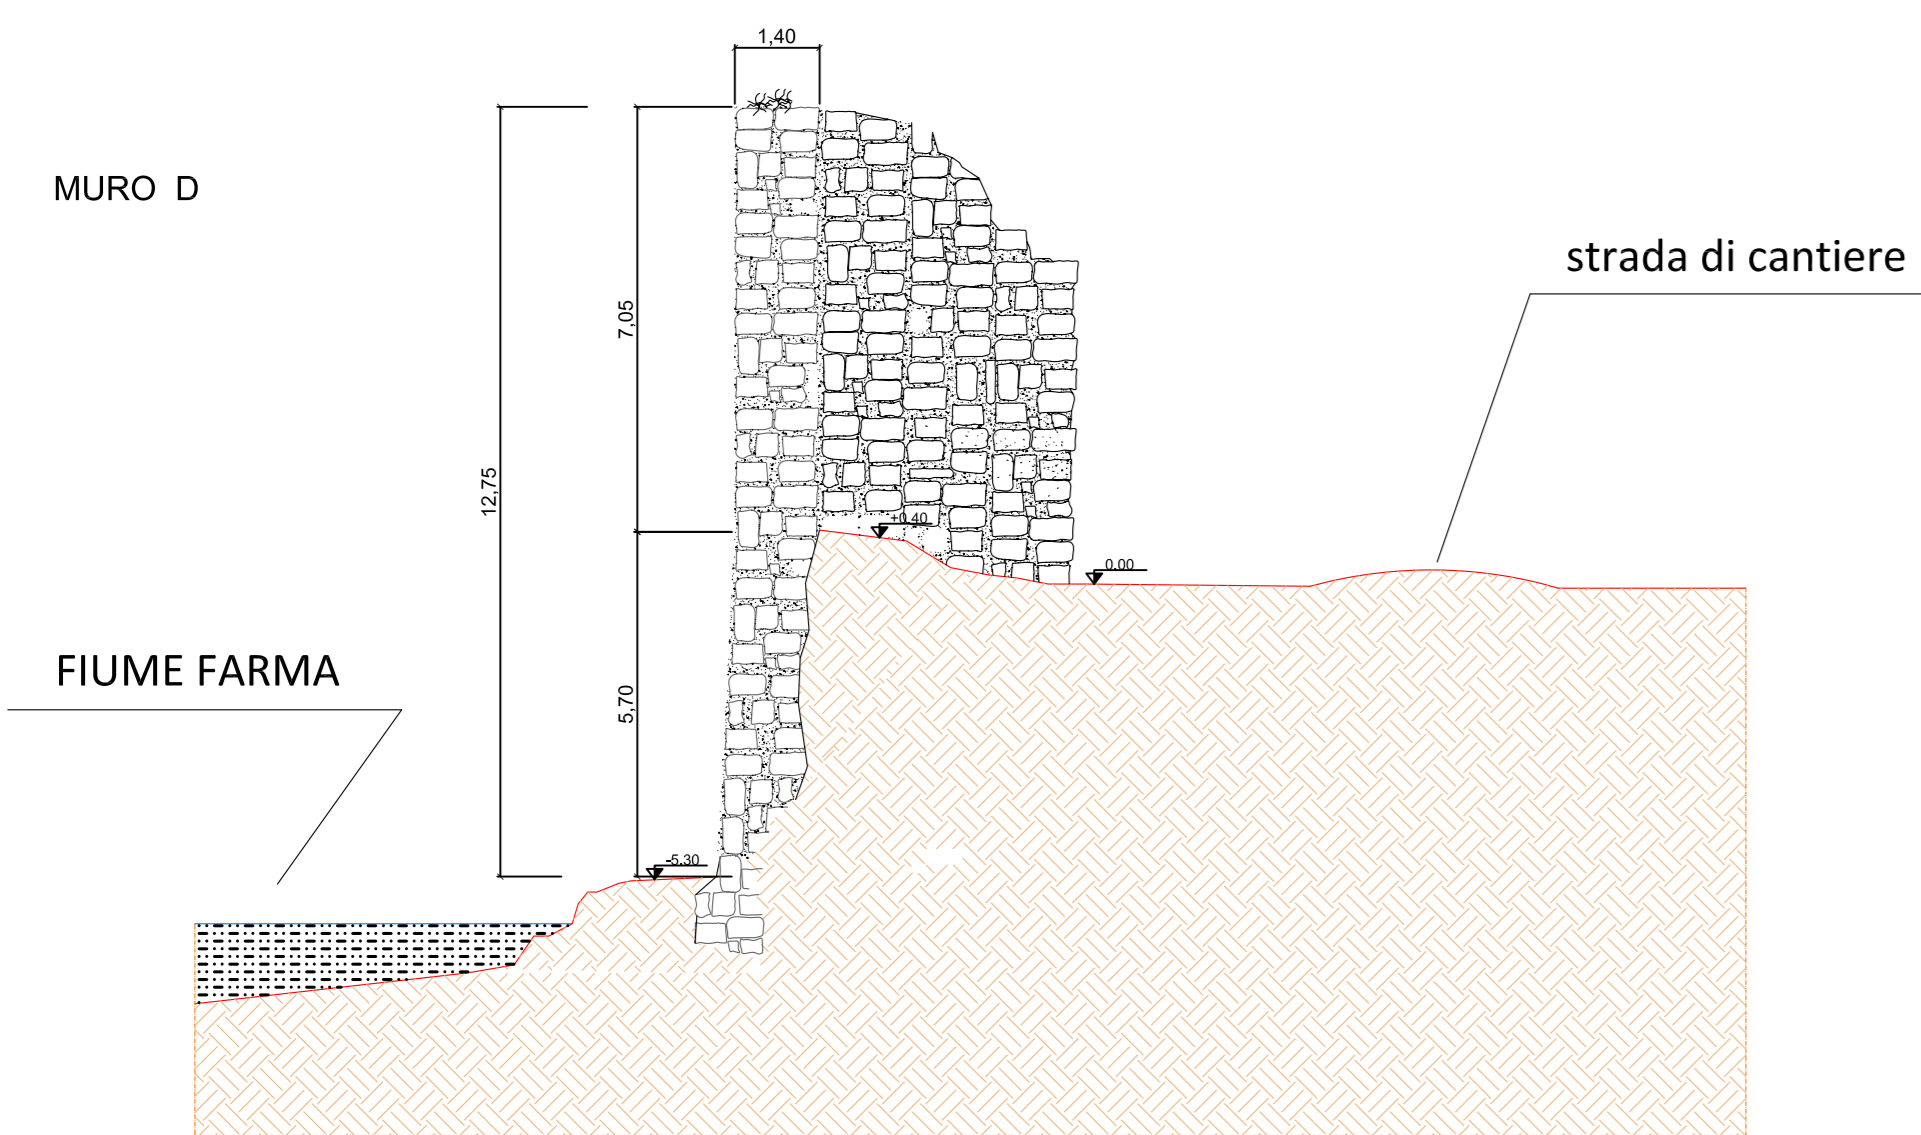 1,40
MURO D
strada di cantiere
7,05
12,75
+0,40
0.00
FIUME FARMA
5,70
-5.30